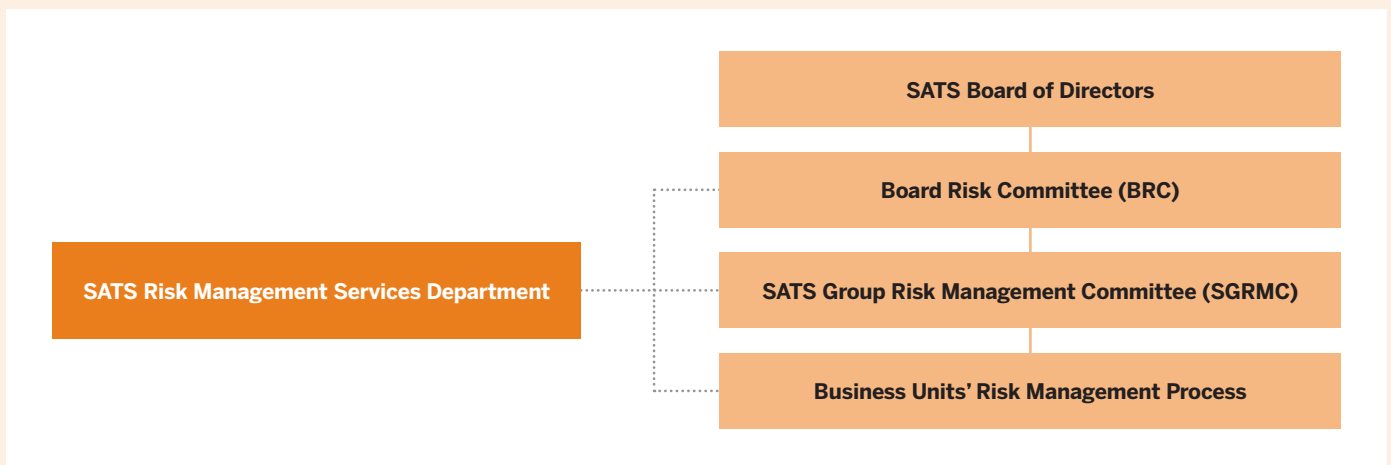 SATS Board of Directors
Board Risk Committee (BRC)
SATS Risk Management Services Department
SATS Group Risk Management Committee (SGRMC)
Business Units’ Risk Management Process